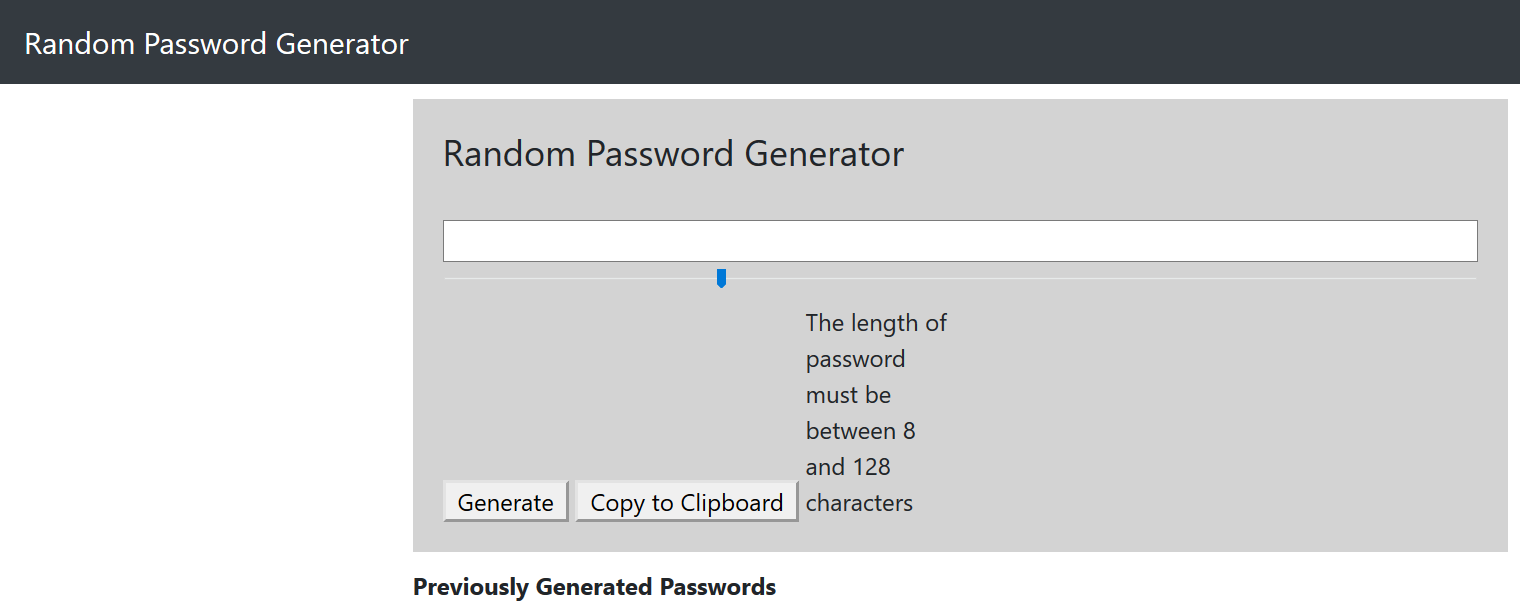 Random Password Generator
Random Password Generator
The length of
password
must be
between 8
and 128
Generate Copy to Clipboard characters
Previously Generated Passwords